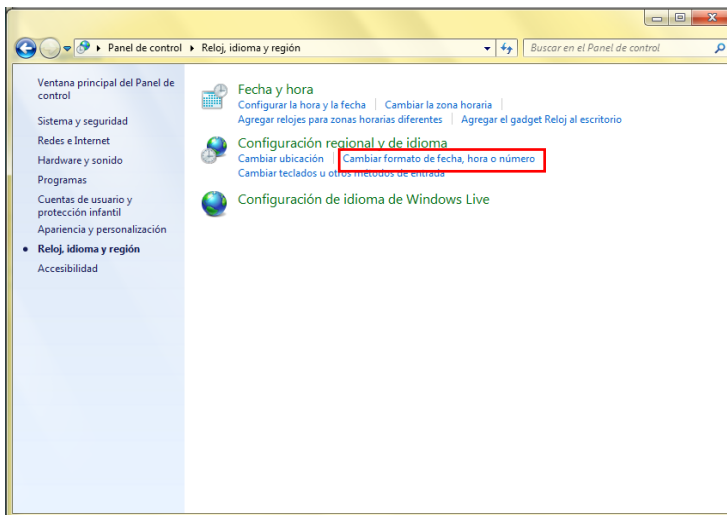 Panel de control ▸ Reloj, idioma y región
Buscar en el Panel de control
Ventana principal del Panel de
control
Sistema y seguridad
Redes e Internet
Hardware y sonido
Programas
Cuentas de usuario y
protección infantil
Apariencia y personalización
Reloj, idioma y región
Accesibilidad
Fecha y hora
Configurar la hora y la fecha | Cambiar la zona horaria |
Agregar relojes para zonas horarias diferentes | Agregar el gadget Reloj al escritorio
Configuración regional y de idioma
Cambiar ubicación | Cambiar formato de fecha, hora o número
Cambiar teclados u otros métodos de entrada
Configuración de idioma de Windows Live